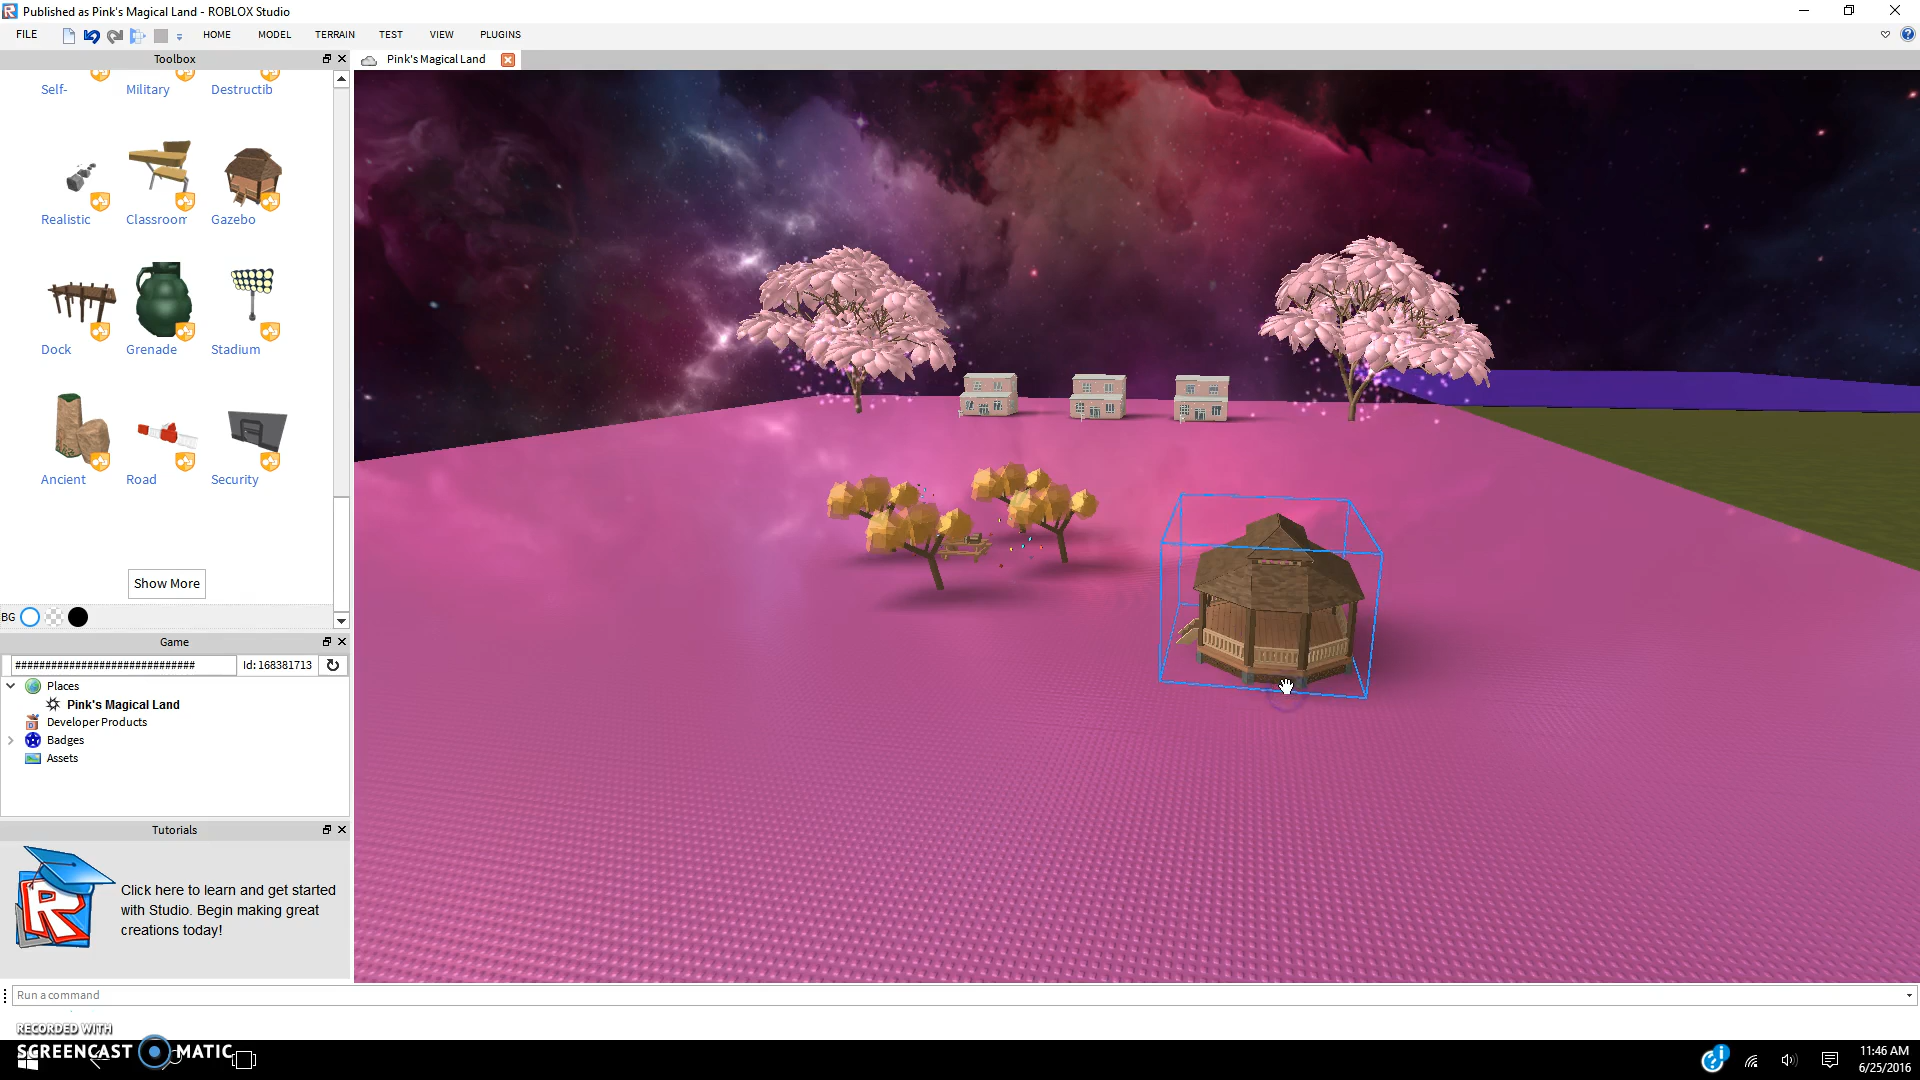 Published as Pink's Magical Land - ROBLOX Studio
FILE HOME MODEL TERRAIN TEST VIEW PLUGINS
Toolbox
Pink's Magical Land
Self- Military Destructib
Realistic Classroom Gazebo
Dock Grenade Stadium
Ancient Road Security
Show More
BG
Game
############################## Id: 168381713
Places
Pink's Magical Land
Developer Products
Badges
Assets
Tutorials
Click here to learn and get started
with Studio. Begin making great
creations today!
Run a command
RECORDED WITH
SCREENCAST MATIC
11:46 AM
6/25/2016